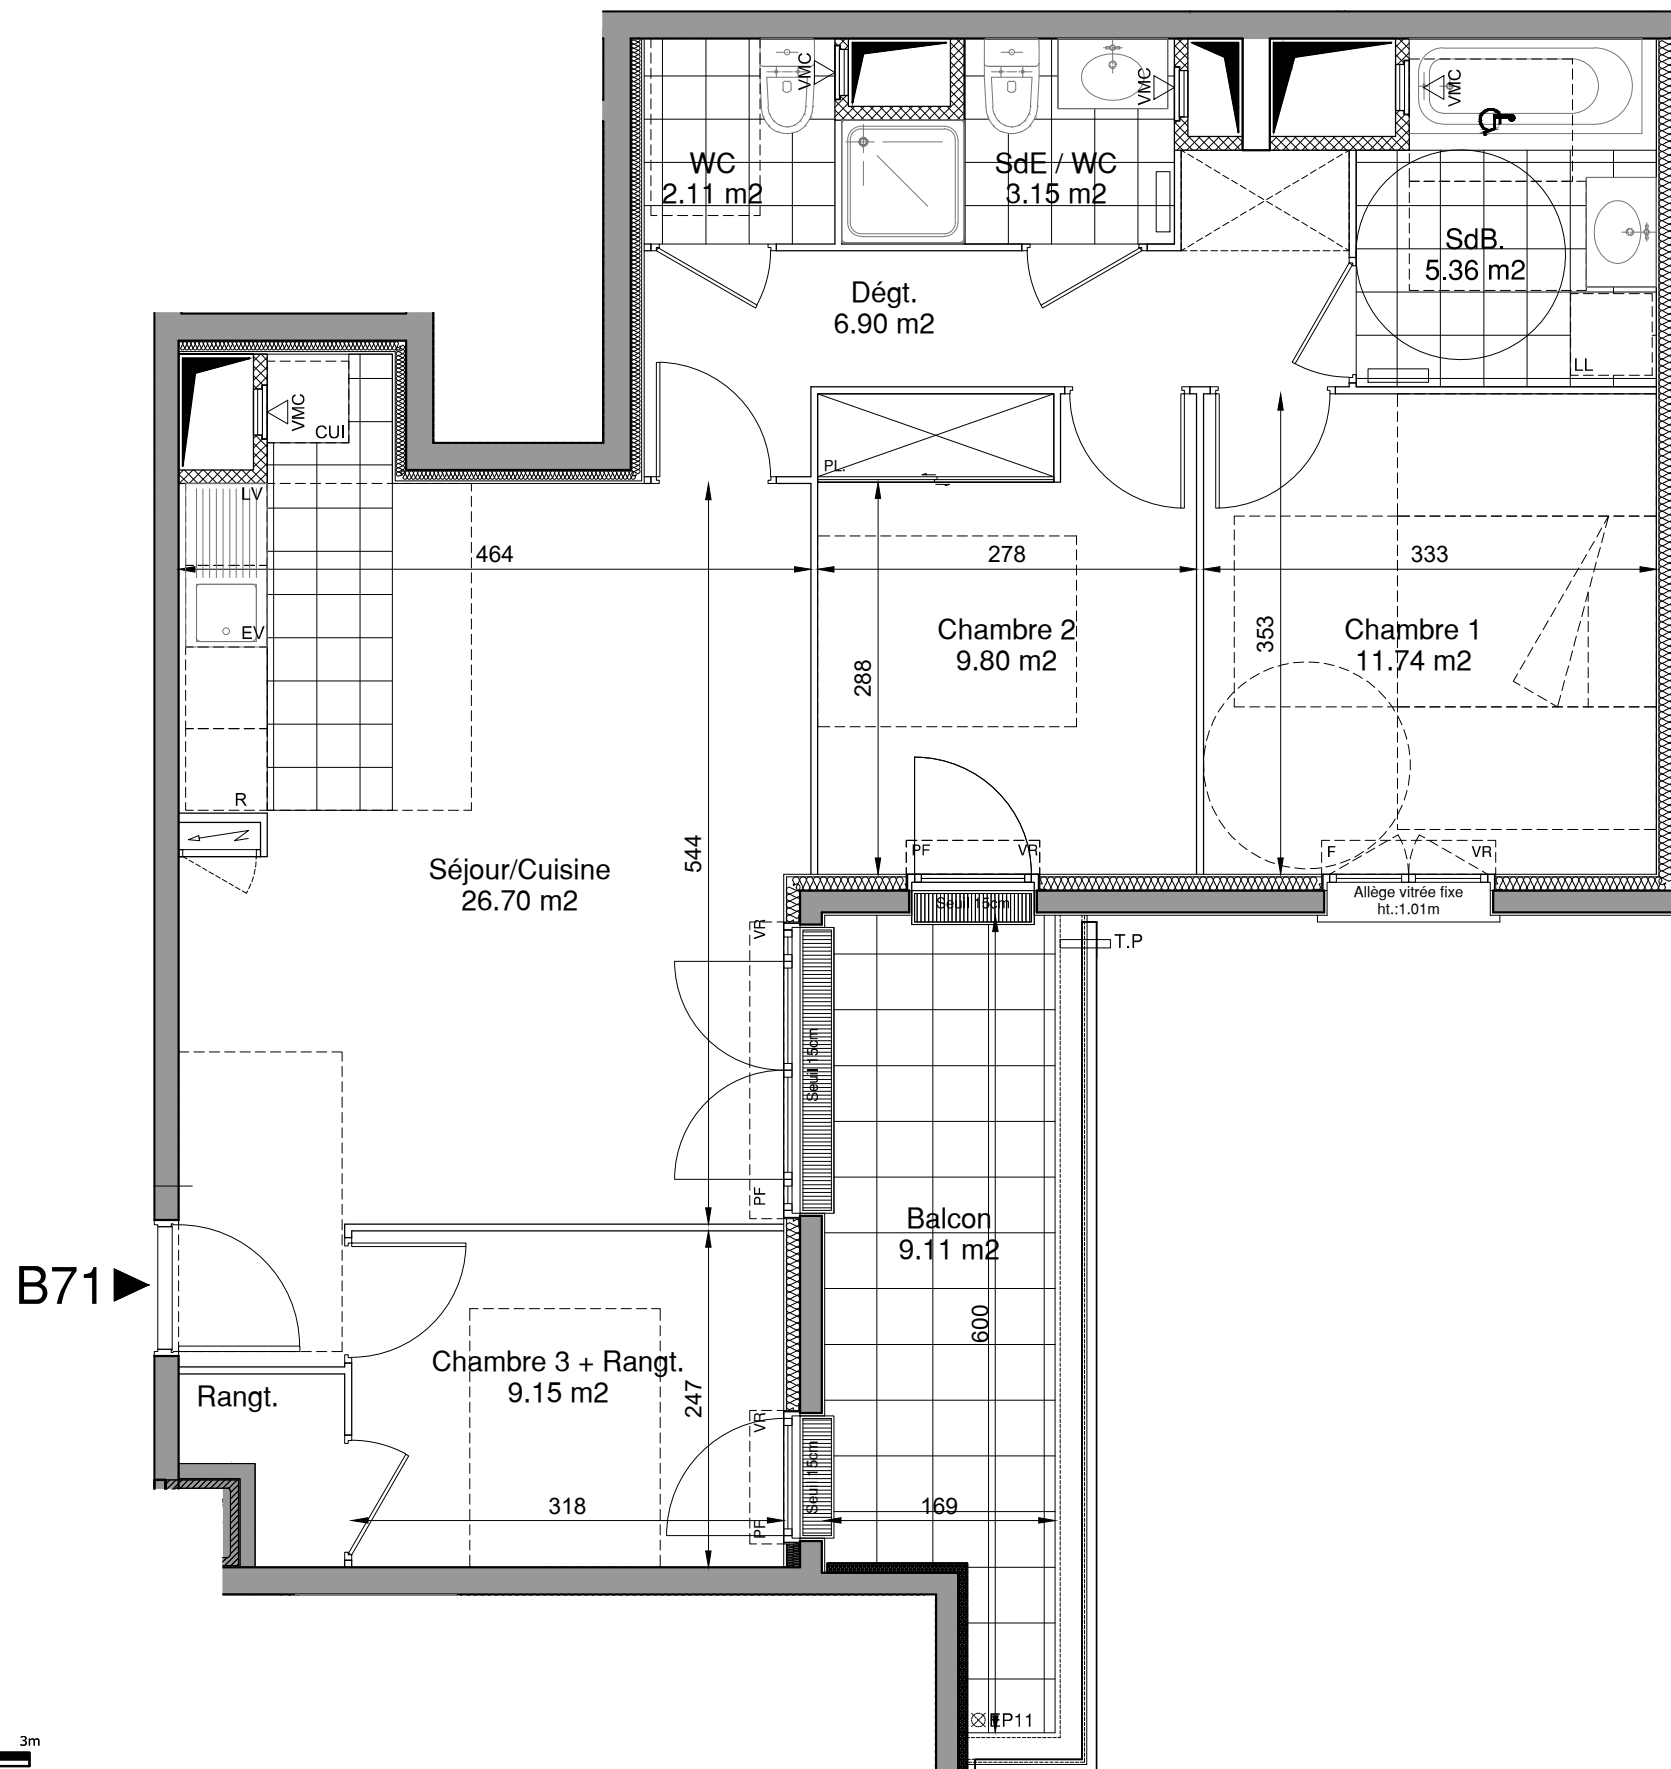 VMC
VMC
VMC
WC
2.11 m2
SdE / WC
3.15 m2
SdB.
5.36 m2
Dégt.
6.90 m2
LL
VMC
CUI
PL.
LV
464
278
333
EV
Chambre 2
9.80 m2
353
Chambre 1
11.74 m2
288
R
544
Séjour/Cuisine
26.70 m2
PF
VR
F
VR
Seuil 15cm
Allège vitrée fixe
ht.:1.01m
VR
T.P
Seuil 15cm
PF
Balcon
9.11 m2
B71
600
Chambre 3 + Rangt.
9.15 m2
Rangt.
247
VR
Seuil 15cm
318
169
PF
EP11
3m